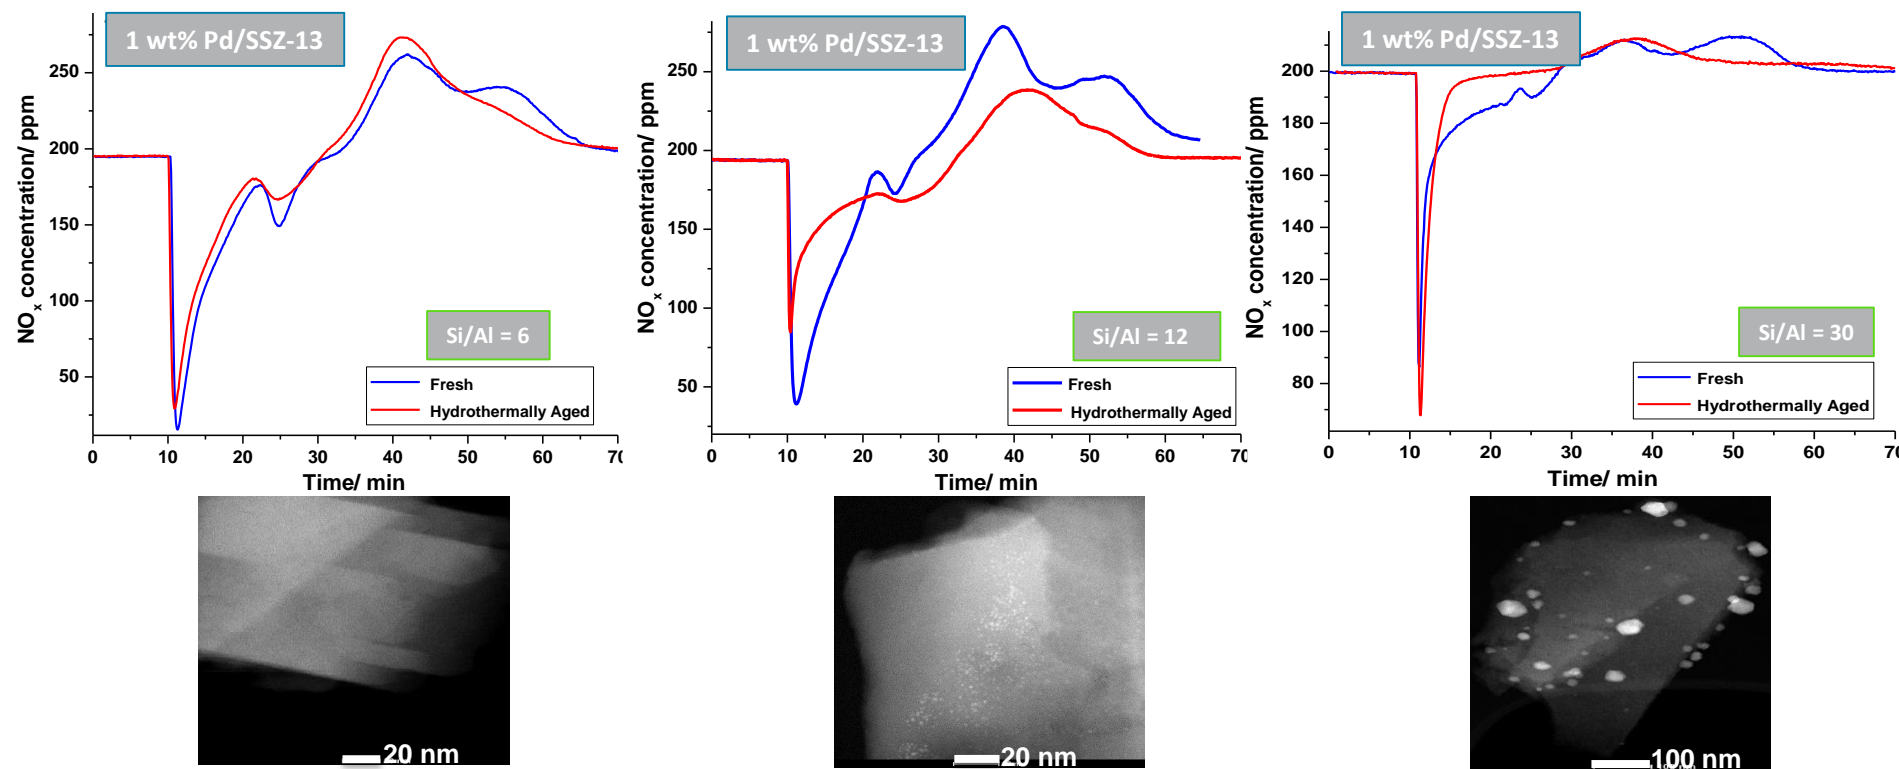 1 wt% Pd/SSZ-13
NOx concentration/ ppm
250
200
150
100
50
Si/Al = 6
Fresh
Hydrothermally Aged
0 10 20 30 40 50 60 70
Time/ min
20 nm
1 wt% Pd/SSZ-13
NOx concentration/ ppm
250
200
150
100
50
Si/Al = 12
Fresh
Hydrothermally Aged
0 10 20 30 40 50 60 70
Time/ min
20 nm
1 wt% Pd/SSZ-13
NOx concentration/ ppm
200
180
160
140
120
100
80
Si/Al = 30
Fresh
Hydrothermally Aged
0 10 20 30 40 50 60 70
Time/ min
100 nm